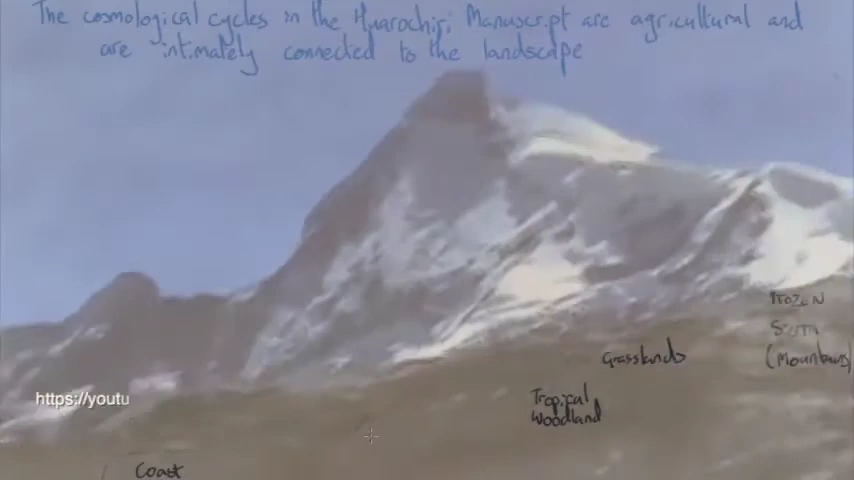 The cosmological cycles in the Huarochiri Manuscript are agricultural and
are intimately connected to the landscape
Frozen
(Mountains)
Grasslands
Tropical
Woodland
https://youtu
Coast